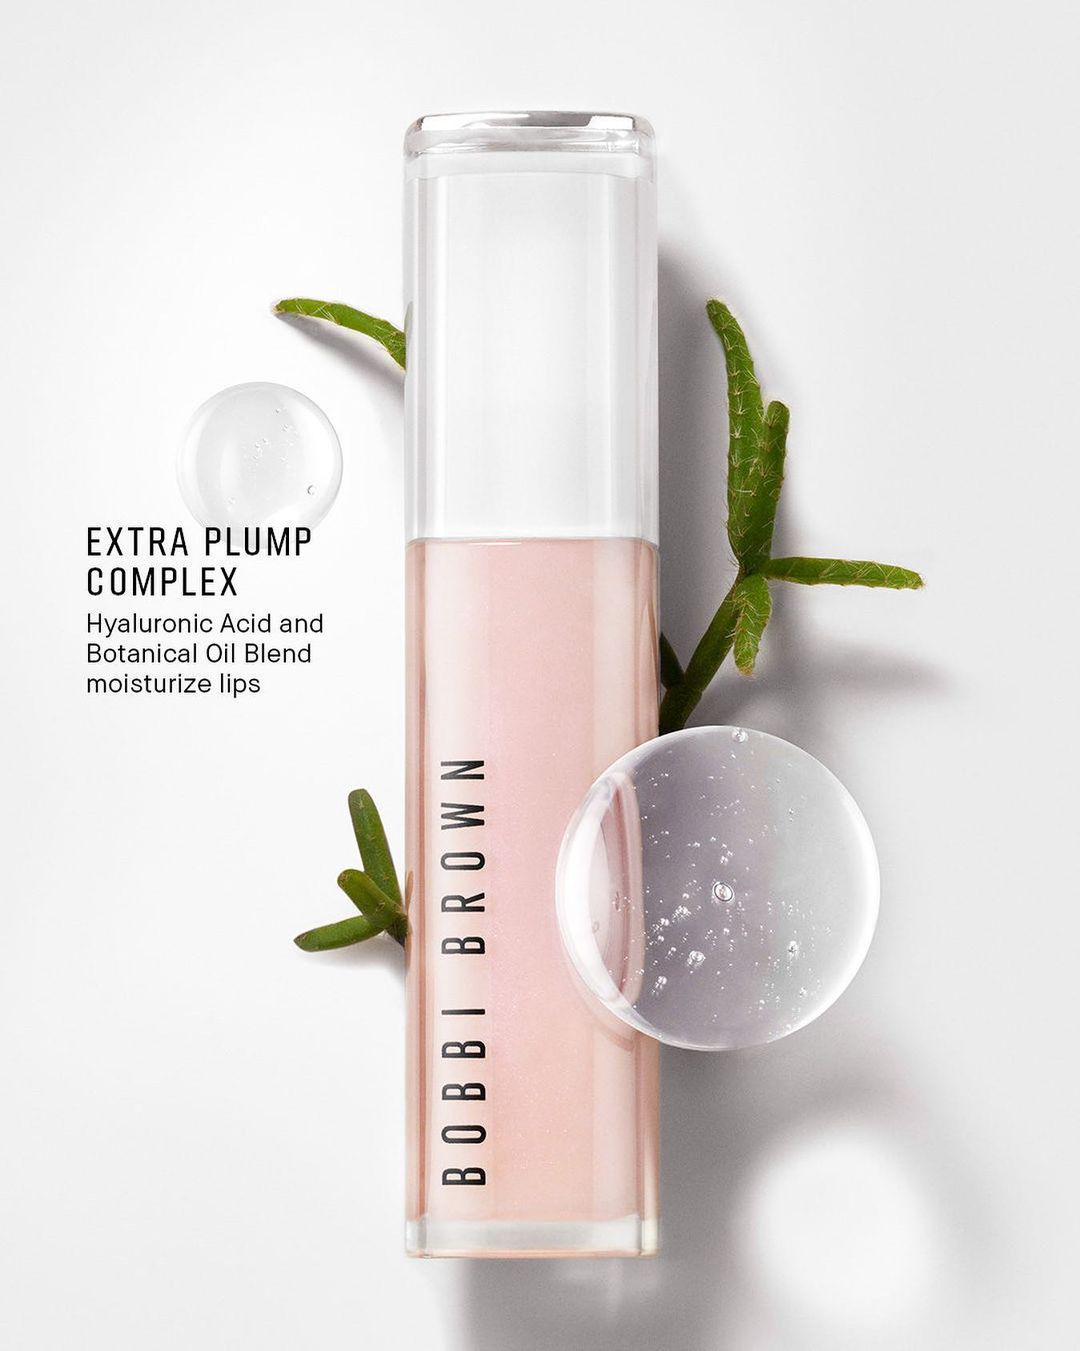 EXTRA PLUMP
COMPLEX
Hyaluronic Acid and
Botanical Oil Blend
moisturize lips
BOBBI BROWN